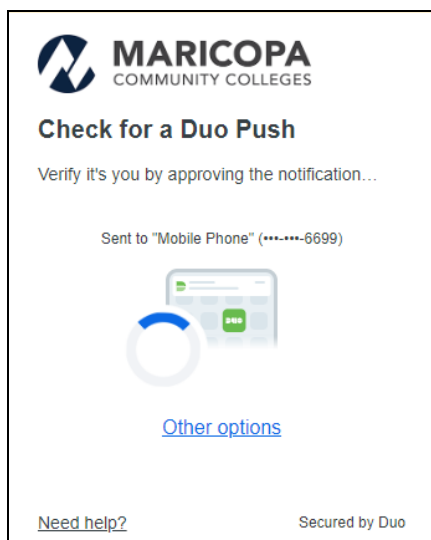 MARICOPA
COMMUNITY COLLEGES
Check for a Duo Push
Verify it's you by approving the notification...
Sent to "Mobile Phone" (•••-•••-6699)
DUO
Other options
Need help?
Secured by Duo